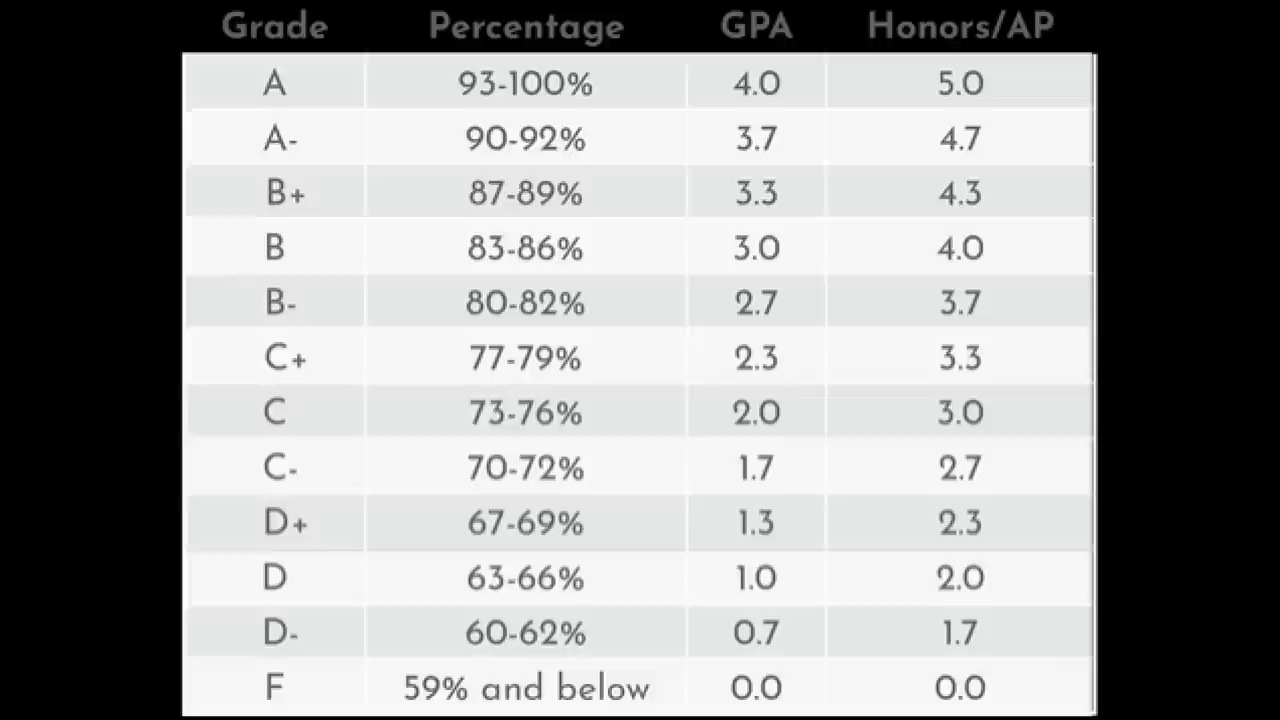 Grade Percentage GPA Honors/AP
A 93-100% 4.0 5.0
A- 90-92% 3.7 4.7
B+ 87-89% 3.3 4.3
B 83-86% 3.0 4.0
B- 80-82% 2.7 3.7
C+ 77-79% 2.3 3.3
C 73-76% 2.0 3.0
C- 70-72% 1.7 2.7
D+ 67-69% 1.3 2.3
D 63-66% 1.0 2.0
D- 60-62% 0.7 1.7
F 59% and below 0.0 0.0